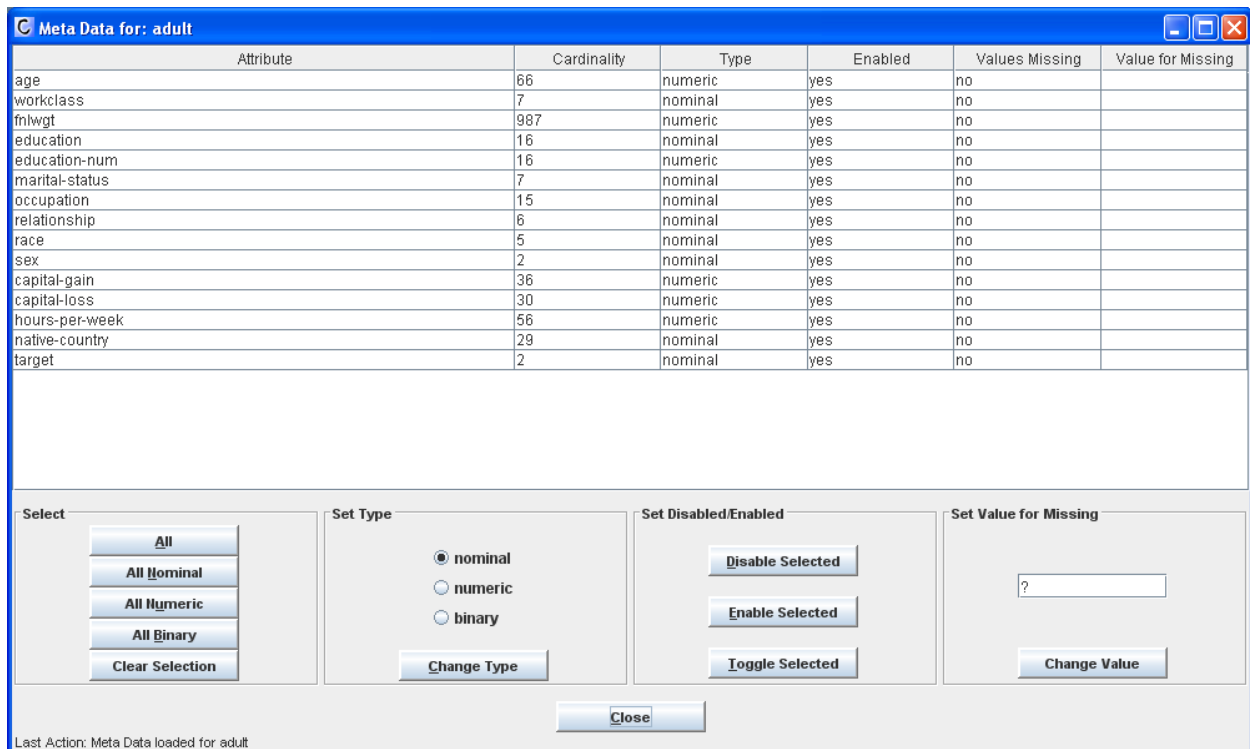 C Meta Data for: adult
Attribute Cardinality Type Enabled Values Missing Value for Missing
age 66 numeric yes no
workclass 7 nominal yes no
fnlwgt 987 numeric yes no
education 16 nominal yes no
education-num 16 numeric yes no
marital-status 7 nominal yes no
occupation 15 nominal yes no
relationship 6 nominal yes no
race 5 nominal yes no
sex 2 nominal yes no
capital-gain 36 numeric yes no
capital-loss 30 numeric yes no
hours-per-week 56 numeric yes no
native-country 29 nominal yes no
target 2 nominal yes no
Select
All
All Nominal
All Numeric
All Binary
Clear Selection
Set Type
nominal
numeric
binary
Change Type
Set Disabled/Enabled
Disable Selected
Enable Selected
Toggle Selected
Set Value for Missing
?
Change Value
Close
Last Action: Meta Data loaded for adult